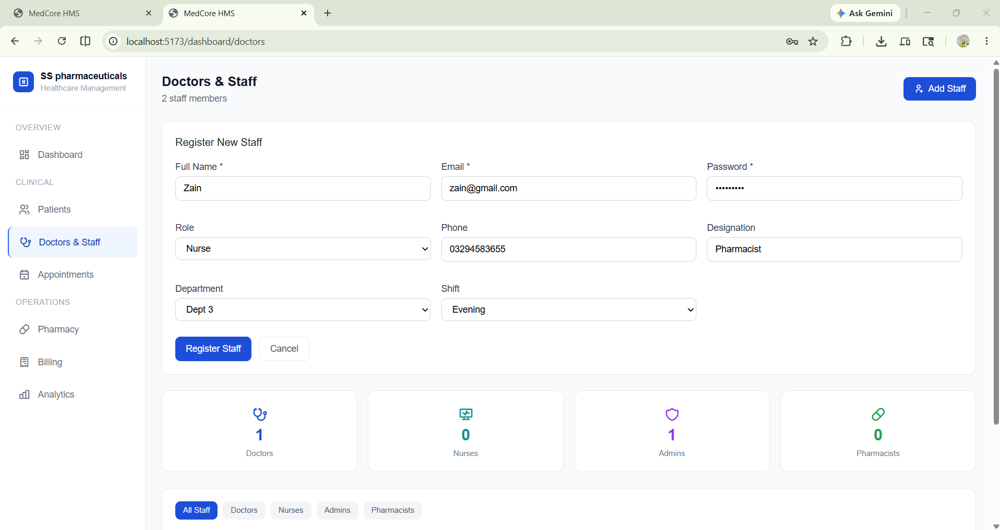 MedCore HMS
MedCore HMS
Ask Gemini
localhost:5173/dashboard/doctors
SS pharmaceuticals
Healthcare Management
OVERVIEW
Dashboard
CLINICAL
Patients
Doctors & Staff
Appointments
OPERATIONS
Pharmacy
Billing
Analytics
Doctors & Staff
2 staff members
Add Staff
Register New Staff
Full Name *
Email *
Password *
Zain
zain@gmail.com
•••••••••
Role
Phone
Designation
Nurse
03294583655
Pharmacist
Department
Shift
Dept 3
Evening
Register Staff
Cancel
1
Doctors
0
Nurses
1
Admins
0
Pharmacists
All Staff
Doctors
Nurses
Admins
Pharmacists